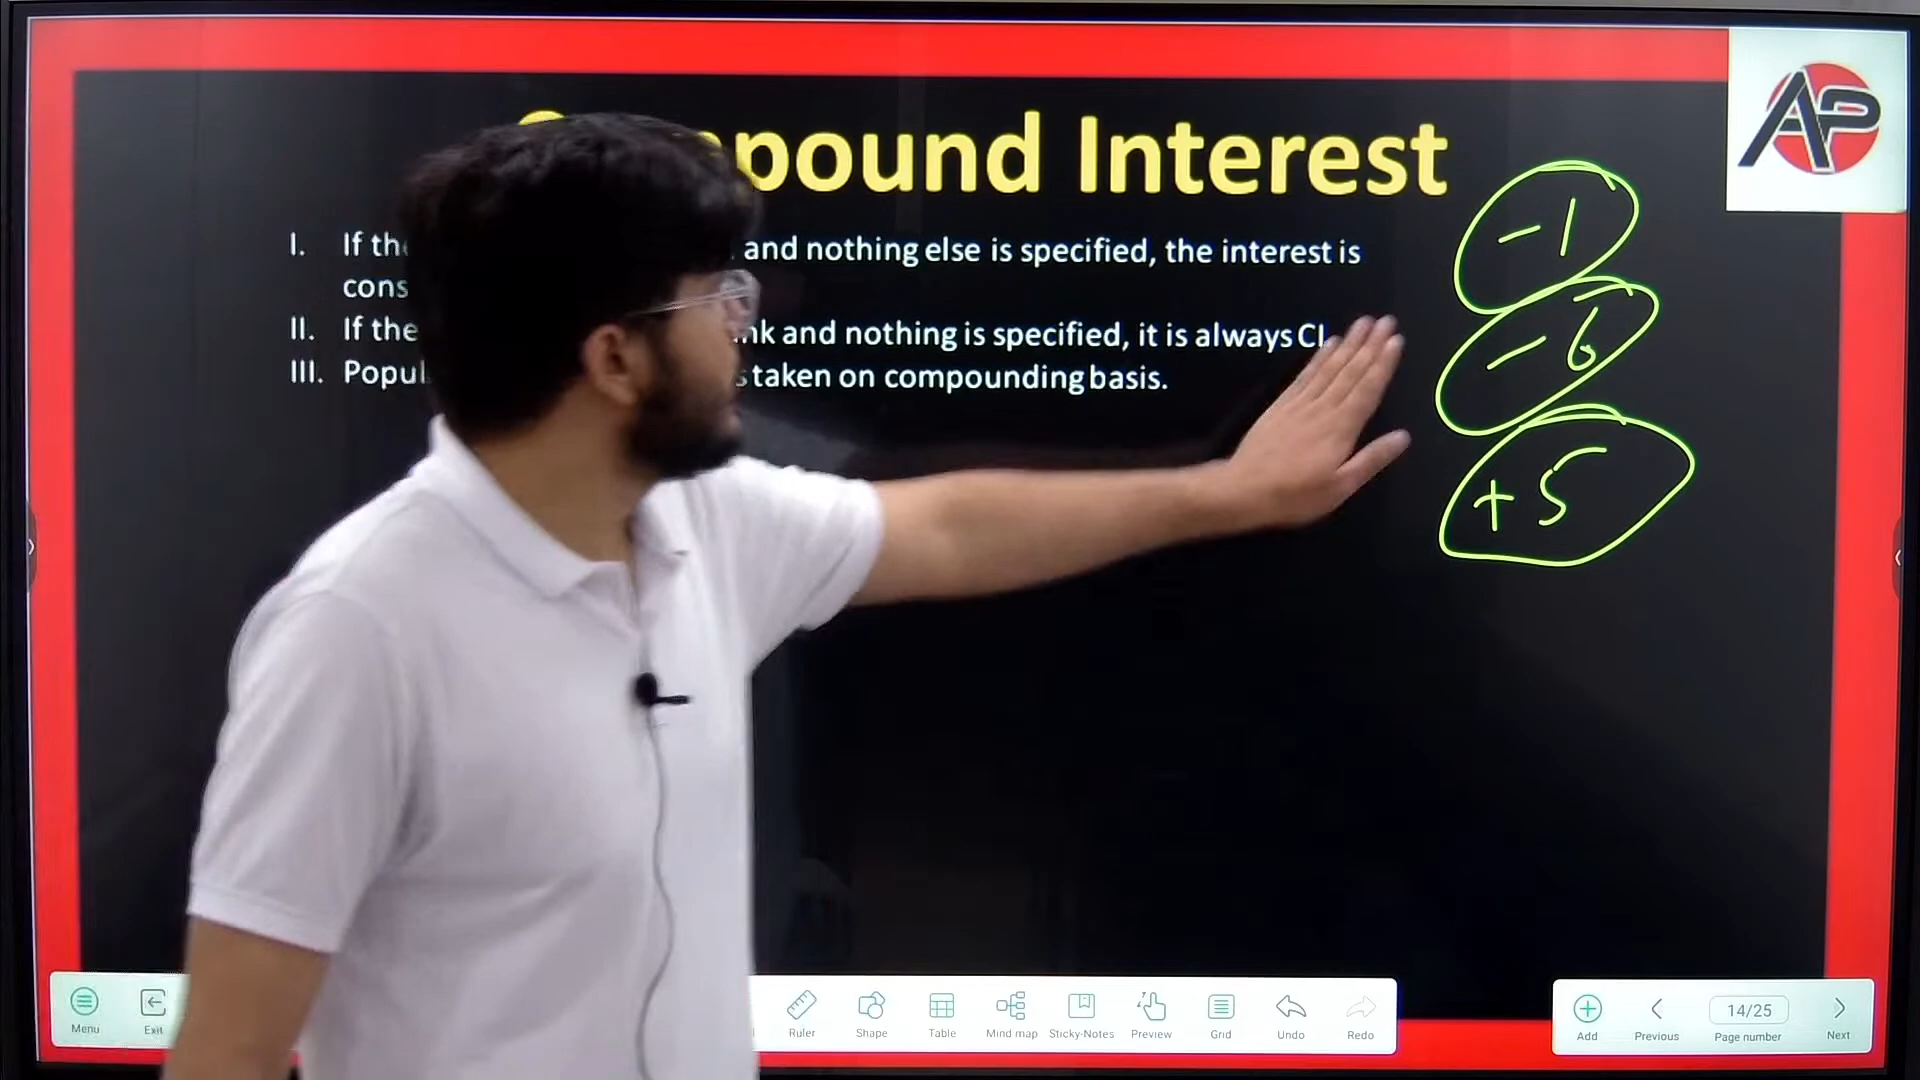 pound Interest
I. If the and nothing else is specified, the interest is
cons
II. If the nk and nothing is specified, it is always CI.
III. Popul s taken on compounding basis.
-1
-6
+5
AP
Menu Exit Ruler Shape Table Mind map Sticky-Notes Preview Grid Undo Redo Add Previous 14/25 Page number Next